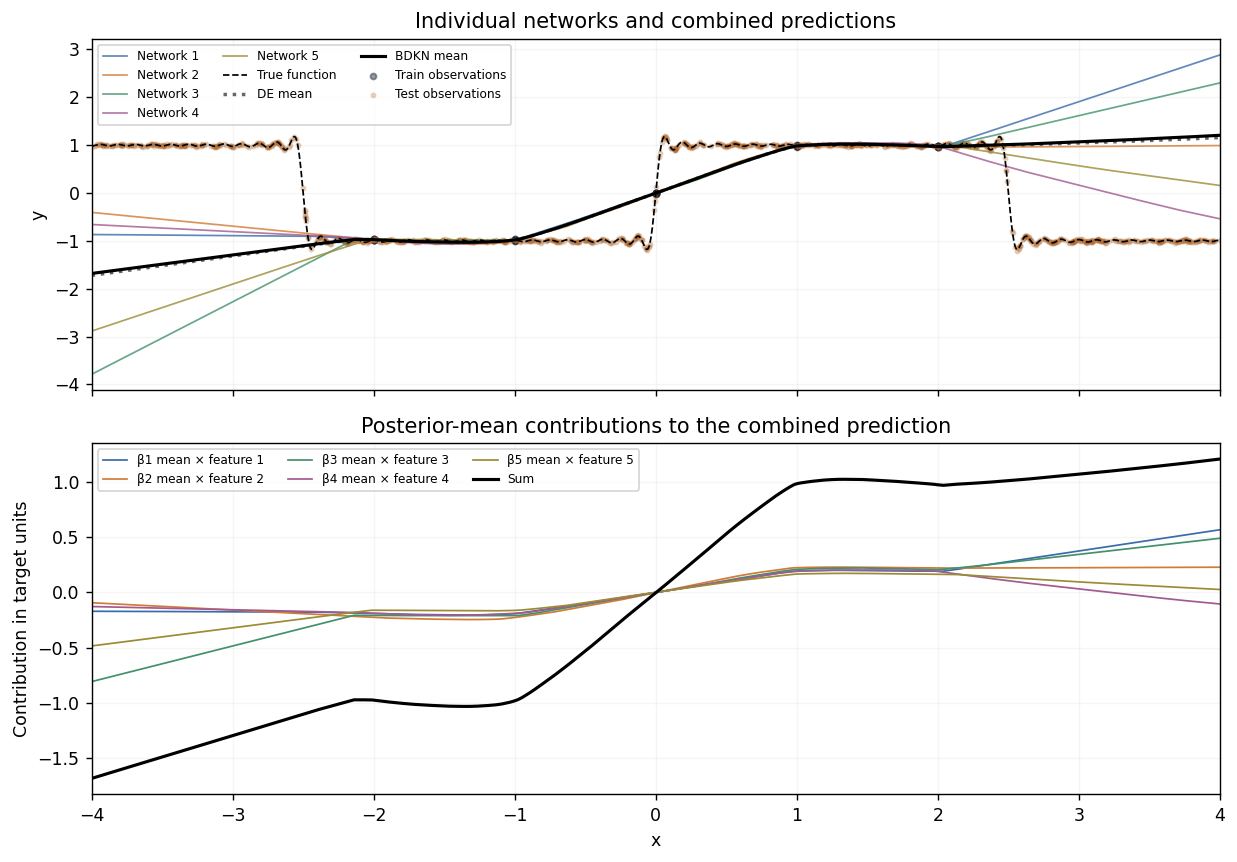 Individual networks and combined predictions
Network 1
Network 2
Network 3
Network 4
Network 5
True function
DE mean
BDKN mean
Train observations
Test observations
3
2
1
0
−1
−2
−3
−4
y
Posterior-mean contributions to the combined prediction
β1 mean × feature 1
β2 mean × feature 2
β3 mean × feature 3
β4 mean × feature 4
β5 mean × feature 5
Sum
1.0
0.5
0.0
−0.5
−1.0
−1.5
Contribution in target units
−4 −3 −2 −1 0 1 2 3 4
x